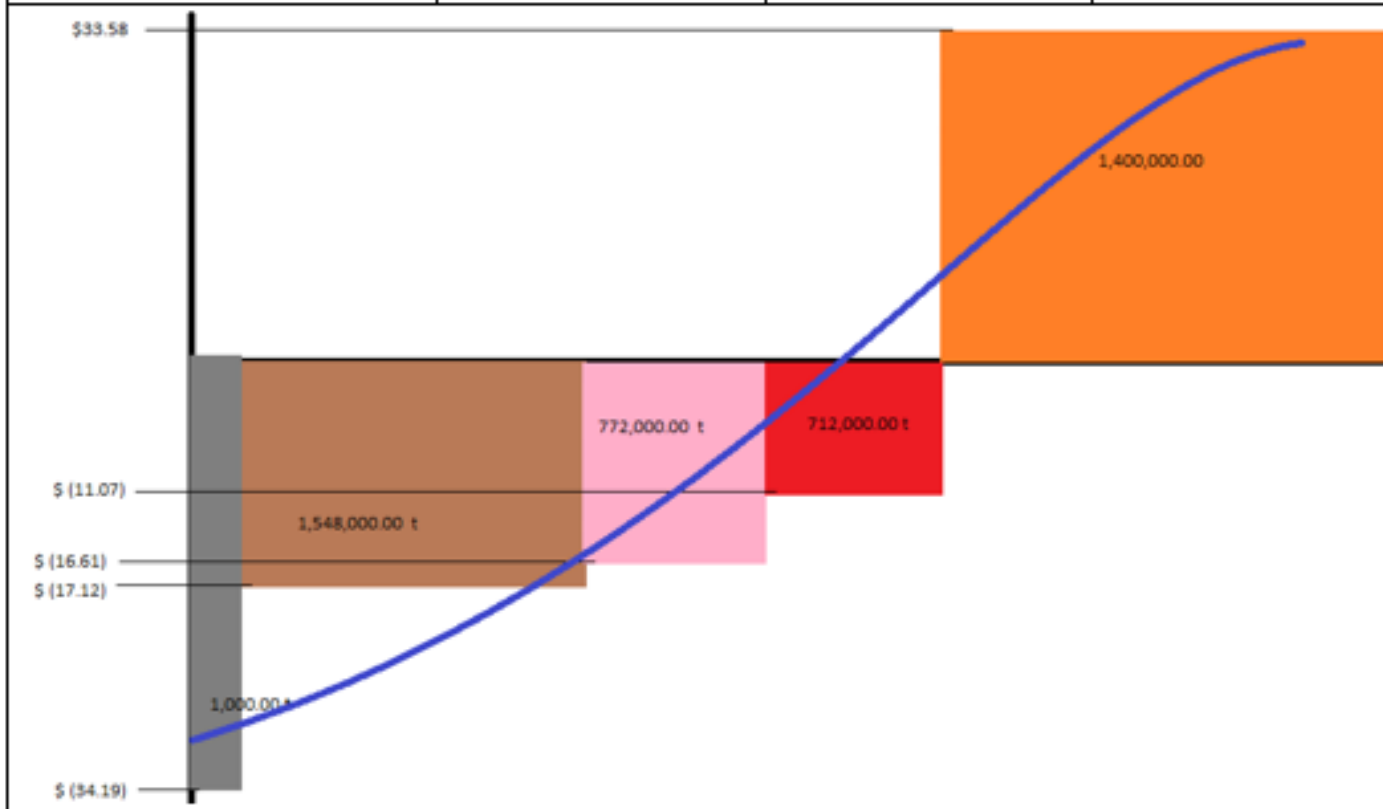 $33.58
1,400,000.00
772,000.00 t
712,000.00 t
$ (11.07)
1,548,000.00 t
$ (16.61)
$ (17.12)
1,000.00 t
$ (34.19)